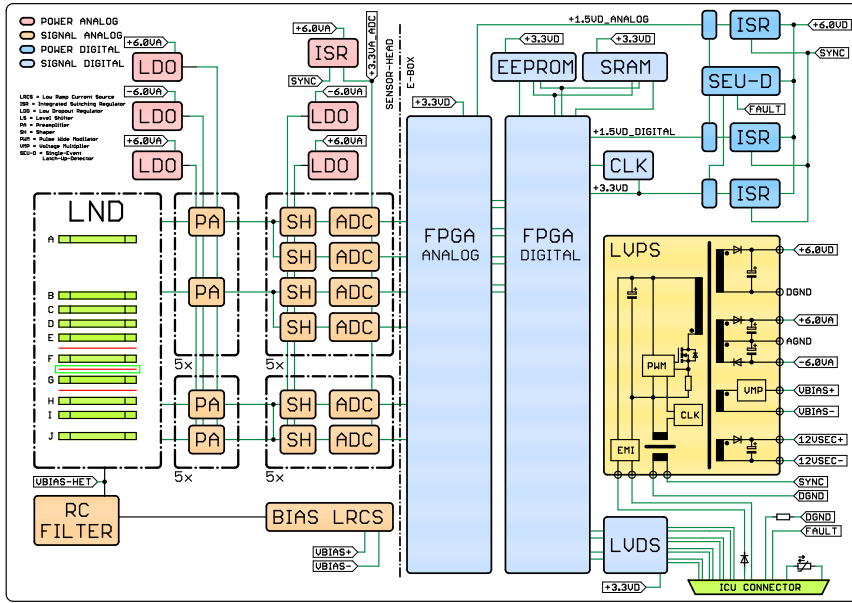 POWER ANALOG
SIGNAL ANALOG
POWER DIGITAL
SIGNAL DIGITAL
LRCS = Low Ramp Current Source
ISR = Integrated Switching Regulator
LDO = Low Dropout Regulator
LS = Level Shifter
PA = Preamplifier
SH = Shaper
PWM = Pulse Wide Modlator
VMP = Voltage Multiplier
SEU-D = Single-Event
Latch-Up-Detector
+6.0VA
LDO
-6.0VA
LDO
+6.0VA
LDO
+6.0VA
ISR
SYNC
+3.3VA_ADC
-6.0VA
LDO
+6.0VA
LDO
SENSOR-HEAD
E-BOX
LND
A
B
C
D
E
F
G
H
I
J
PA
PA
5x
PA
PA
5x
SH ADC
SH ADC
SH ADC
SH ADC
5x
SH ADC
SH ADC
5x
VBIAS-HET
RC
FILTER
BIAS LRCS
VBIAS+
VBIAS-
+3.3VD
FPGA
ANALOG
FPGA
DIGITAL
+3.3VD
EEPROM
+3.3VD
SRAM
+1.5VD_ANALOG
ISR
+6.0VD
SYNC
SEU-D
FAULT
+1.5VD_DIGITAL
ISR
CLK
+3.3VD
ISR
LVPS
PWM
CLK
EMI
VMP
+6.0VD
DGND
+6.0VA
AGND
-6.0VA
VBIAS+
VBIAS-
12VSEC+
12VSEC-
SYNC
DGND
LVDS
+3.3VD
DGND
FAULT
ICU CONNECTOR